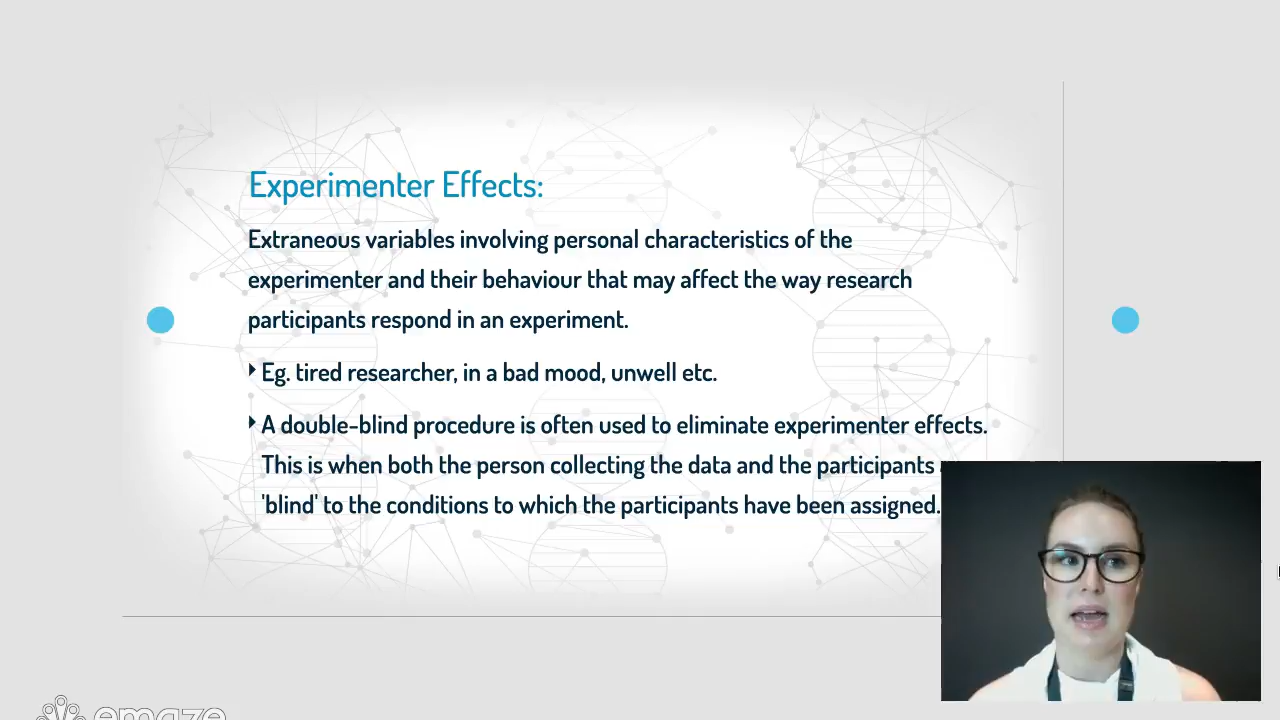 Experimenter Effects:
Extraneous variables involving personal characteristics of the
experimenter and their behaviour that may affect the way research
participants respond in an experiment.
Eg. tired researcher, in a bad mood, unwell etc.
A double-blind procedure is often used to eliminate experimenter effects.
This is when both the person collecting the data and the participants
'blind' to the conditions to which the participants have been assigned.
emaze